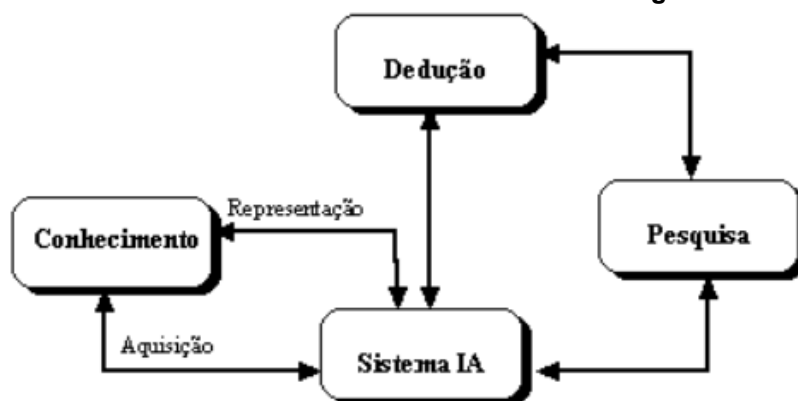 Dedução
Representação
Conhecimento
Pesquisa
Aquisição
Sistema IA